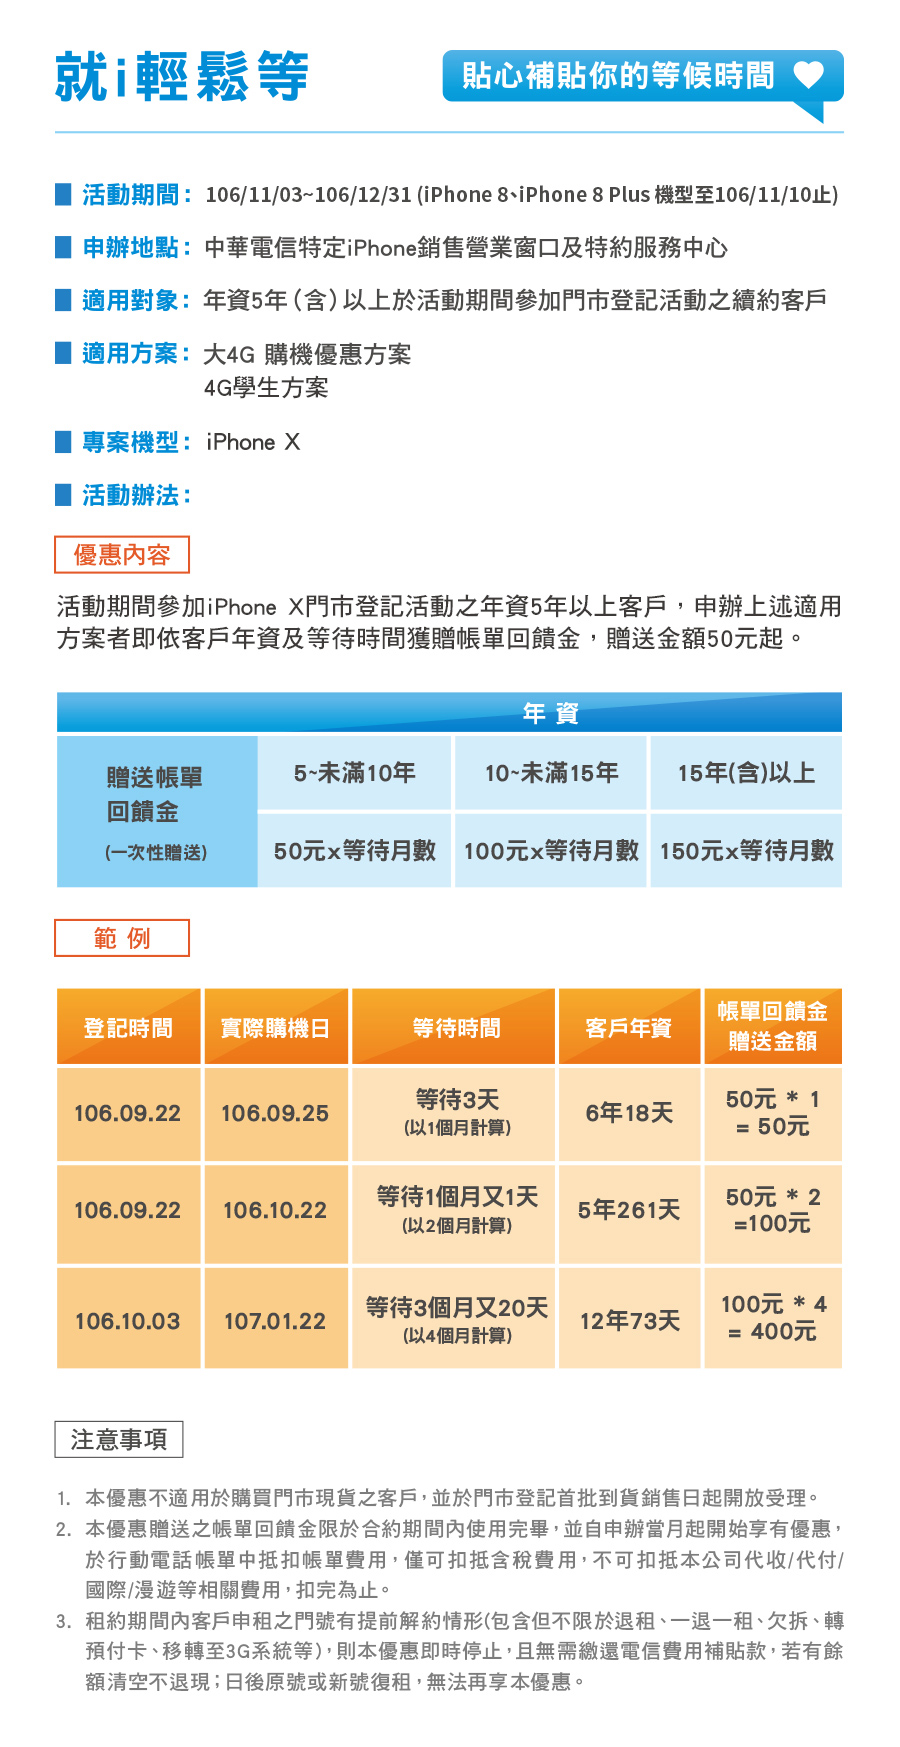 就i輕鬆等
貼心補貼你的等候時間
活動期間： 106/11/03~106/12/31 (iPhone 8、iPhone 8 Plus 機型至106/11/10止)
申辦地點： 中華電信特定iPhone銷售營業窗口及特約服務中心
適用對象： 年資5年(含)以上於活動期間參加門市登記活動之續約客戶
適用方案： 大4G 購機優惠方案
4G學生方案
專案機型： iPhone X
活動辦法：
優惠內容
活動期間參加iPhone X門市登記活動之年資5年以上客戶，申辦上述適用
方案者即依客戶年資及等待時間獲贈帳單回饋金，贈送金額50元起。
年 資
贈送帳單
回饋金
(一次性贈送)
5~未滿10年 10~未滿15年 15年(含)以上
50元x等待月數 100元x等待月數 150元x等待月數
範 例
登記時間 實際購機日 等待時間 客戶年資 帳單回饋金
贈送金額
106.09.22 106.09.25 等待3天
(以1個月計算)
6年18天
50元 * 1
= 50元
106.09.22 106.10.22 等待1個月又1天
(以2個月計算)
5年261天
50元 * 2
=100元
106.10.03 107.01.22 等待3個月又20天
(以4個月計算)
12年73天
100元 * 4
= 400元
注意事項
1. 本優惠不適用於購買門市現貨之客戶，並於門市登記首批到貨銷售日起開放受理。
2. 本優惠贈送之帳單回饋金限於合約期間內使用完畢，並自申辦當月起開始享有優惠，
於行動電話帳單中抵扣帳單費用，僅可扣抵含稅費用，不可扣抵本公司代收/代付/
國際/漫遊等相關費用，扣完為止。
3. 租約期間內客戶申租之門號有提前解約情形(包含但不限於退租、一退一租、欠拆、轉
預付卡、移轉至3G系統等)，則本優惠即時停止，且無需繳還電信費用補貼款，若有餘
額清空不退現；日後原號或新號復租，無法再享本優惠。